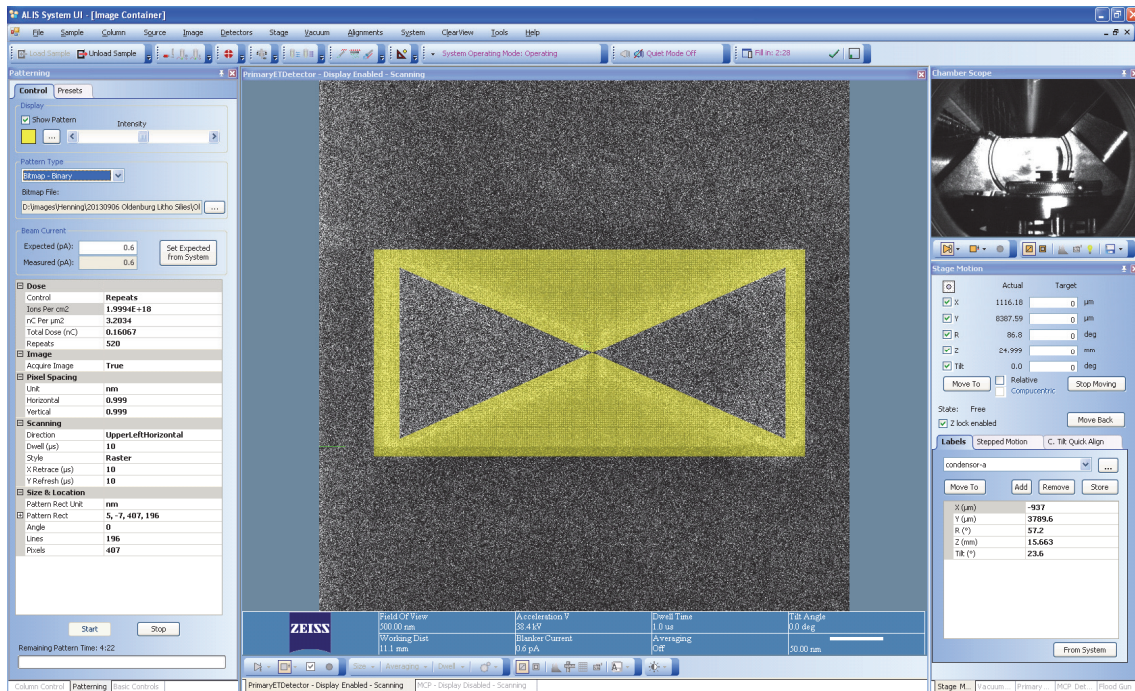 ALIS System UI - [Image Container]
File Sample Column Source Image Detectors Stage Vacuum Alignments System ClearView Tools Help
Load Sample Unload Sample System Operating Mode: Operating Quiet Mode Off Fill in: 2:28
Patterning
Control Presets
Display
Show Pattern
Intensity
...
Pattern Type
Bitmap - Binary
Bitmap File:
D:\Images\Henning\20130906 Oldenburg Litho Silies\Ol ...
Beam Current
Expected (pA): 0.6
Measured (pA): 0.6
Set Expected from System
Dose
Control Repeats
Ions Per cm2 1.9994E+18
nC Per µm2 3.2034
Total Dose (nC) 0.16067
Repeats 520
Image
Acquire Image True
Pixel Spacing
Unit nm
Horizontal 0.999
Vertical 0.999
Scanning
Direction UpperLeftHorizontal
Dwell (µs) 10
Style Raster
X Retrace (µs) 10
Y Refresh (µs) 10
Size & Location
Pattern Rect Unit nm
Pattern Rect 5, -7, 407, 196
Angle 0
Lines 196
Pixels 407
Start Stop
Remaining Pattern Time: 4:22
Column Control Patterning Basic Controls
PrimaryETDetector - Display Enabled - Scanning
ZEISS
Field Of View Acceleration V Dwell Time Tilt Angle
500.00 nm 38.4 kV 1.0 us 0.0 deg
Working Dist Blanker Current Averaging
11.1 mm 0.6 pA Off 50.00 nm
Size Averaging Dwell
PrimaryETDetector - Display Enabled - Scanning MCP - Display Disabled - Scanning
Chamber Scope
Stage Motion
Actual Target
X 1116.18 0 µm
Y 8387.59 0 µm
R 86.8 0 deg
Z 24.999 0 mm
Tilt 0.0 0 deg
Move To Relative Stop Moving
Compucentric
State: Free
Z lock enabled Move Back
Labels Stepped Motion C. Tilt Quick Align
condensor-a ...
Move To Add Remove Store
X (µm) -937
Y (µm) 3789.6
R (°) 57.2
Z (mm) 15.663
Tilt (°) 23.6
From System
Stage M... Vacuum ... Primary ... MCP Det... Flood Gun